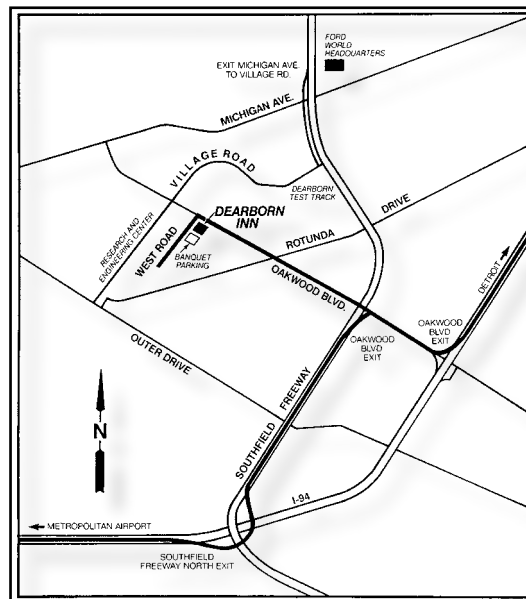 FORD
WORLD
HEADQUARTERS
EXIT MICHIGAN AVE.
TO VILLAGE RD.
MICHIGAN AVE.
VILLAGE ROAD
DEARBORN
TEST TRACK
DEARBORN
INN
ROTUNDA DRIVE
RESEARCH AND
ENGINEERING CENTER
WEST ROAD
BANQUET
PARKING
OAKWOOD BLVD.
DETROIT
OAKWOOD
BLVD
EXIT
OAKWOOD
BLVD
EXIT
OUTER DRIVE
SOUTHFIELD FREEWAY
N
I-94
METROPOLITAN AIRPORT
SOUTHFIELD
FREEWAY NORTH EXIT